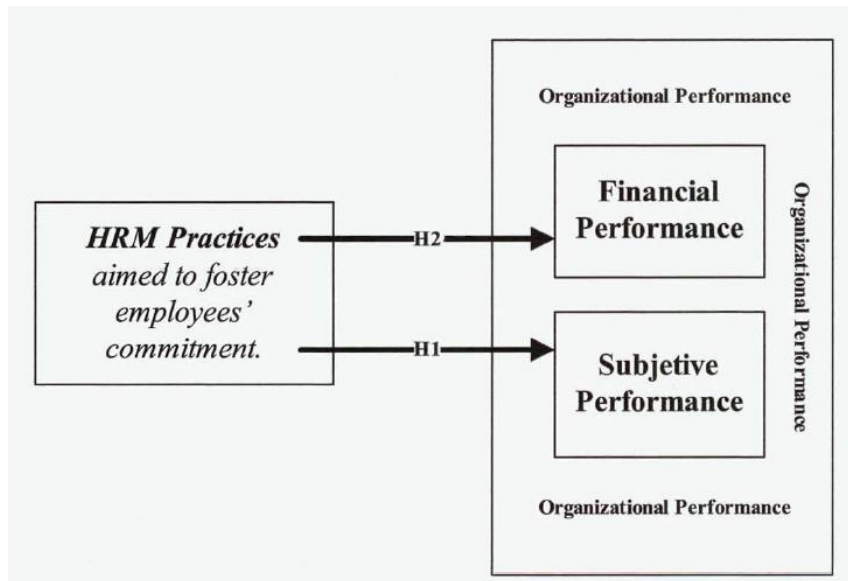 Organizational Performance
Financial
Performance
Organizational Performance
HRM Practices
aimed to foster
employees’
commitment.
H2
H1
Subjetive
Performance
Organizational Performance